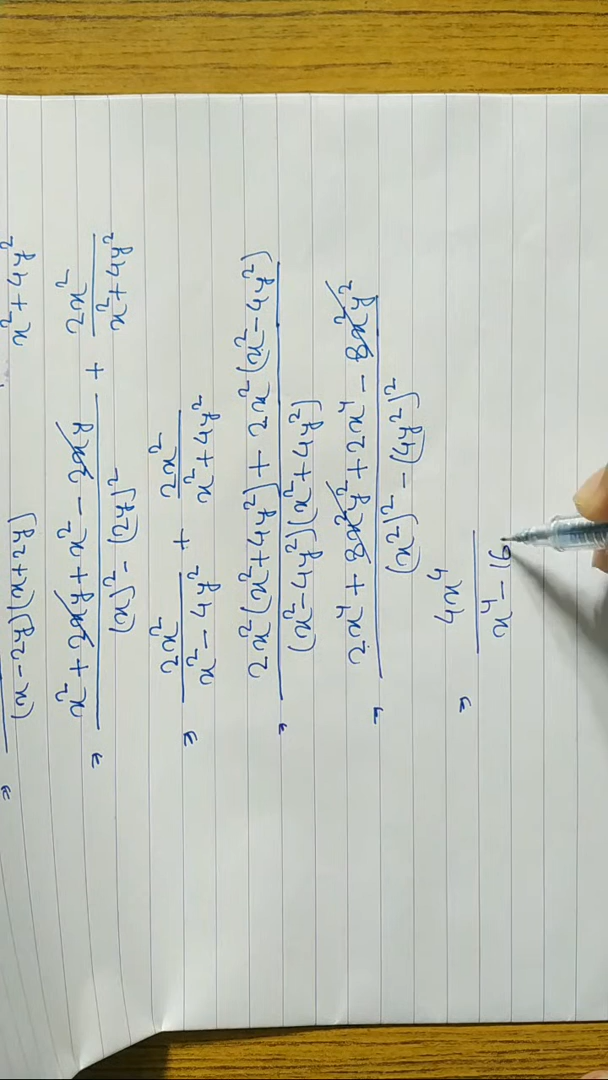 (x-2y)(x+2y) x²+4y²
= x²+2xy+x²-2xy / (x)²-(2y)² + 2x² / x²+4y²
= 2x² / x²-4y² + 2x² / x²+4y²
= 2x²(x²+4y²)+2x²(x²-4y²) / (x²-4y²)(x²+4y²)
= 2x⁴+8x²y²+2x⁴-8x²y² / (x²)²-(4y²)²
= 4x⁴ / x⁴-16